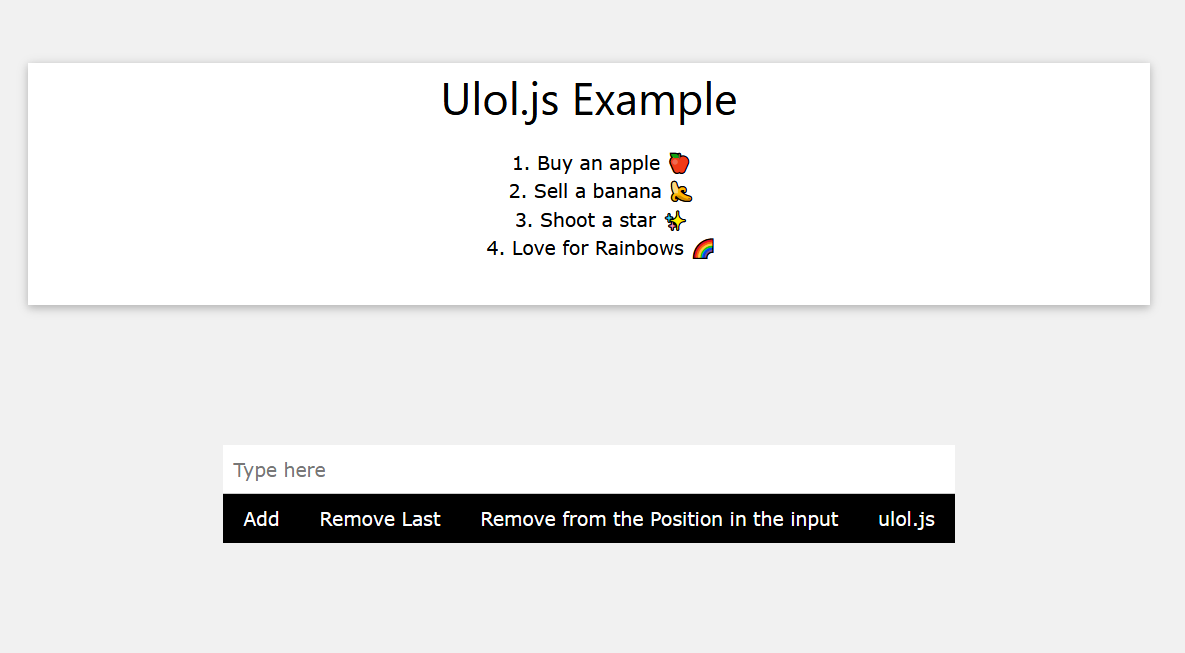 Ulol.js Example
1. Buy an apple 🍎
2. Sell a banana 🍌
3. Shoot a star ✨
4. Love for Rainbows 🌈
Type here
Add Remove Last Remove from the Position in the input ulol.js